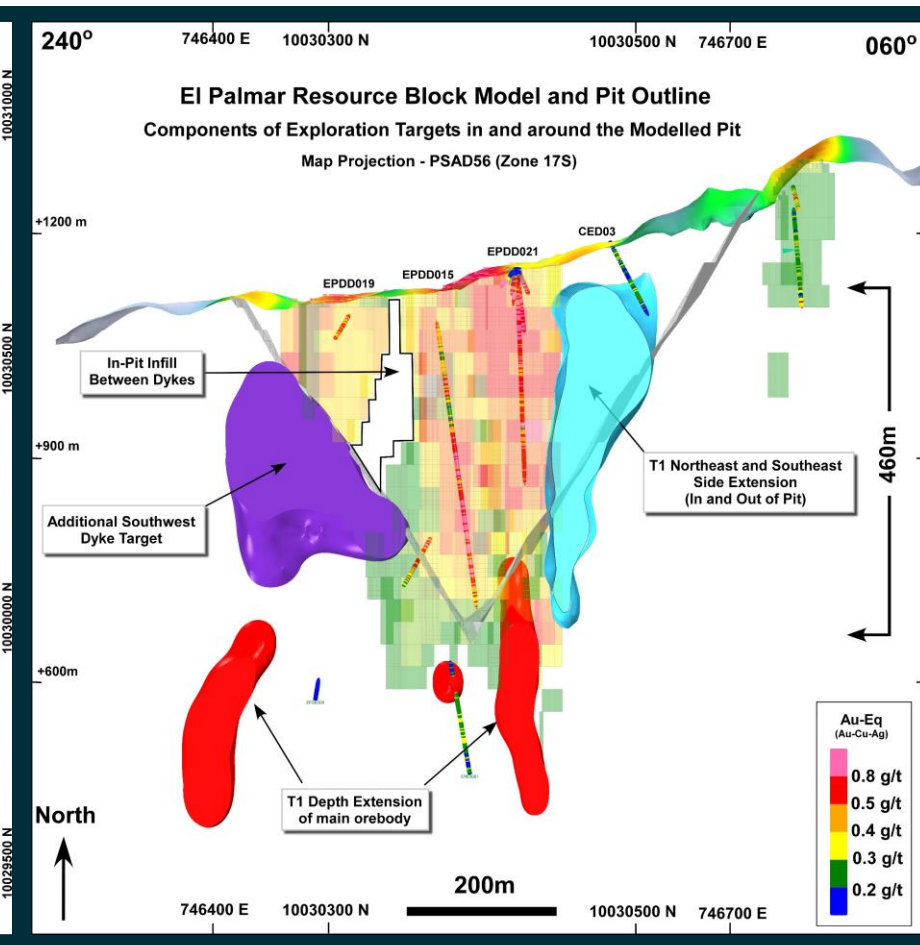 240° 746400 E 10030300 N 10030500 N 746700 E 060°
El Palmar Resource Block Model and Pit Outline
Components of Exploration Targets in and around the Modelled Pit
Map Projection - PSAD56 (Zone 17S)
10031000 N
+1200 m
CED03
EPDD021
EPDD015
EPDD019
10030500 N
In-Pit Infill
Between Dykes
+900 m
460m
T1 Northeast and Southeast
Side Extension
(In and Out of Pit)
Additional Southwest
Dyke Target
10030000 N
+600m
Au-Eq
(Au-Cu-Ag)
0.8 g/t
0.5 g/t
0.4 g/t
0.3 g/t
0.2 g/t
T1 Depth Extension
of main orebody
North
10029500 N
200m
746400 E 10030300 N 10030500 N 746700 E